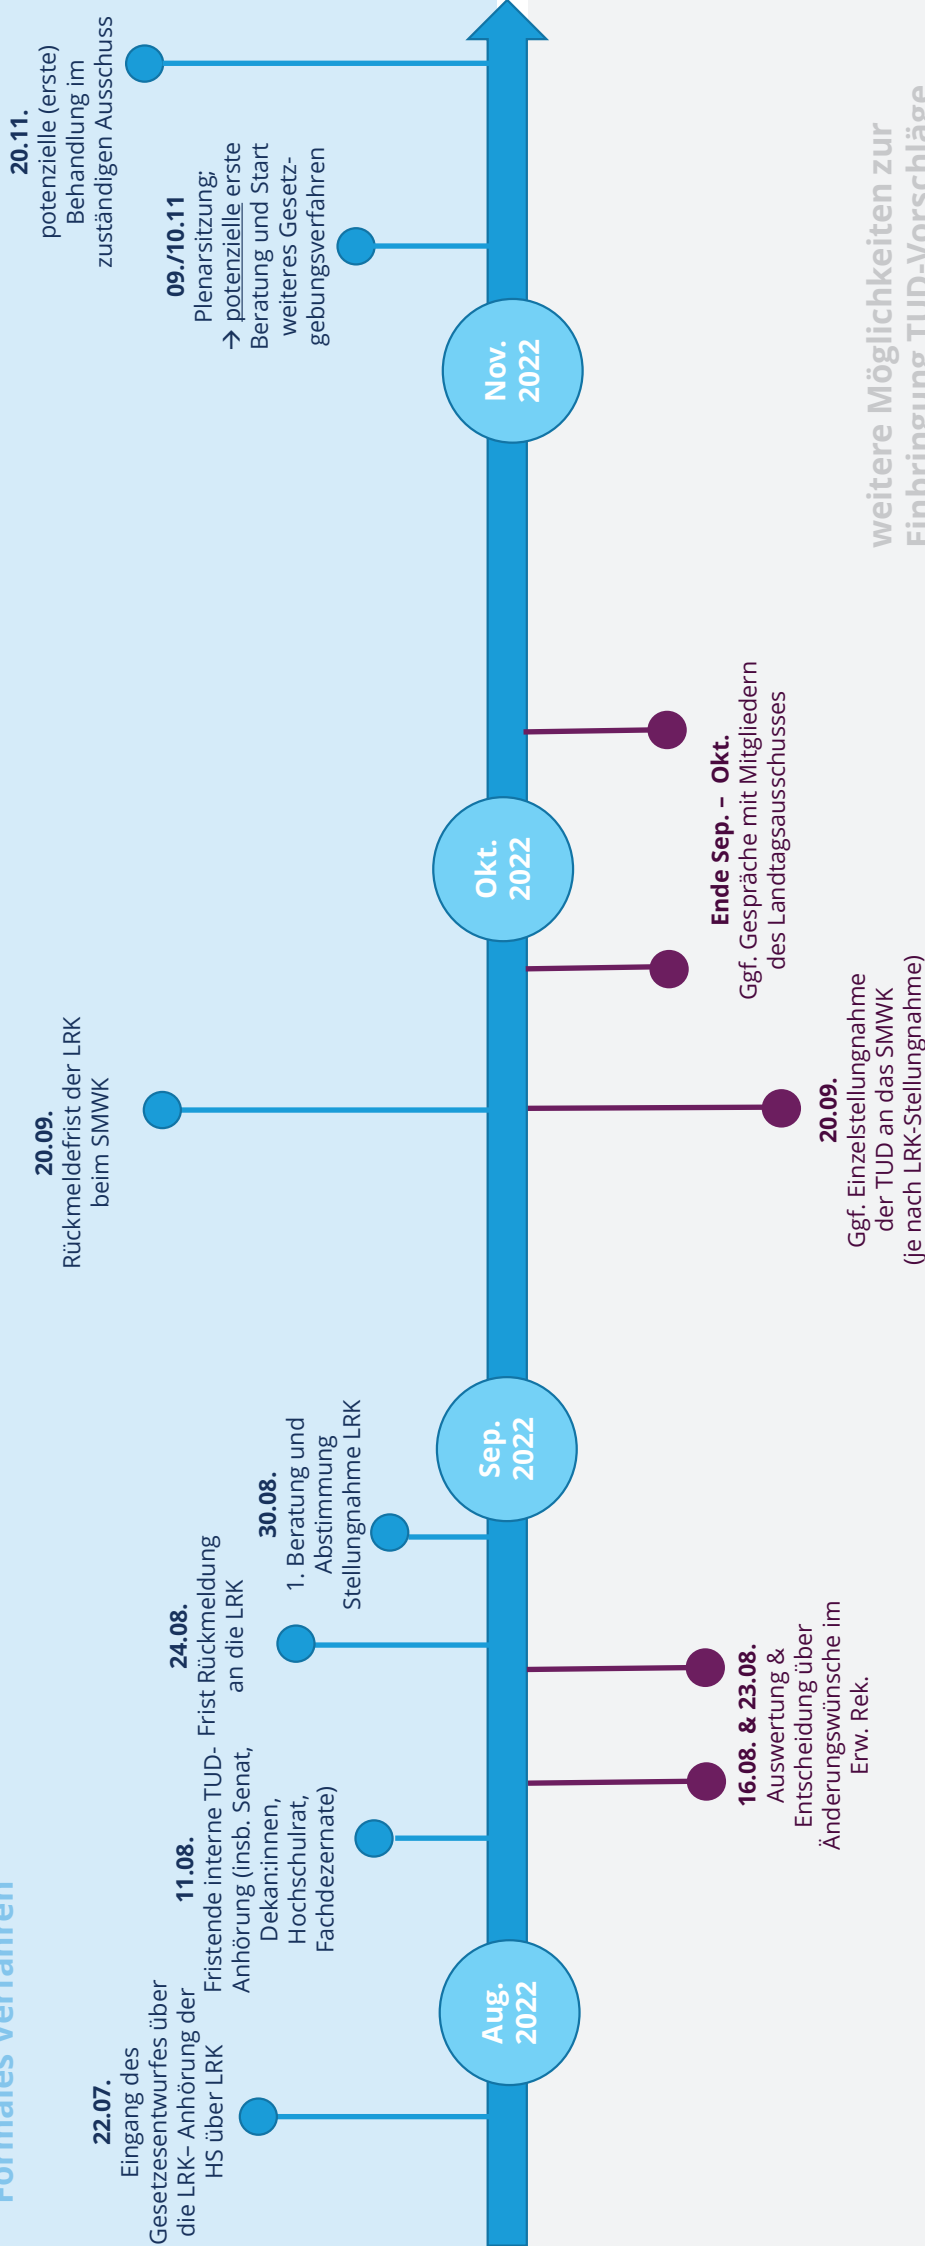 Formales Verfahren
22.07.
Eingang des
Gesetzesentwurfes über
die LRK– Anhörung der
HS über LRK
11.08.
Fristende interne TUD-
Anhörung (insb. Senat,
Dekan:innen,
Hochschulrat,
Fachdezernate)
24.08.
Frist Rückmeldung
an die LRK
30.08.
1. Beratung und
Abstimmung
Stellungnahme LRK
20.09.
Rückmeldefrist der LRK
beim SMWK
09./10.11
Plenarsitzung;
→ potenzielle erste
Beratung und Start
weiteres Gesetz-
gebungsverfahren
20.11.
potenzielle (erste)
Behandlung im
zuständigen Ausschuss
Aug.
2022
Sep.
2022
Okt.
2022
Nov.
2022
16.08. & 23.08.
Auswertung &
Entscheidung über
Änderungswünsche im
Erw. Rek.
20.09.
Ggf. Einzelstellungnahme
der TUD an das SMWK
(je nach LRK-Stellungnahme)
Ende Sep. – Okt.
Ggf. Gespräche mit Mitgliedern
des Landtagsausschusses
weitere Möglichkeiten zur
Einbringung TUD-Vorschläge